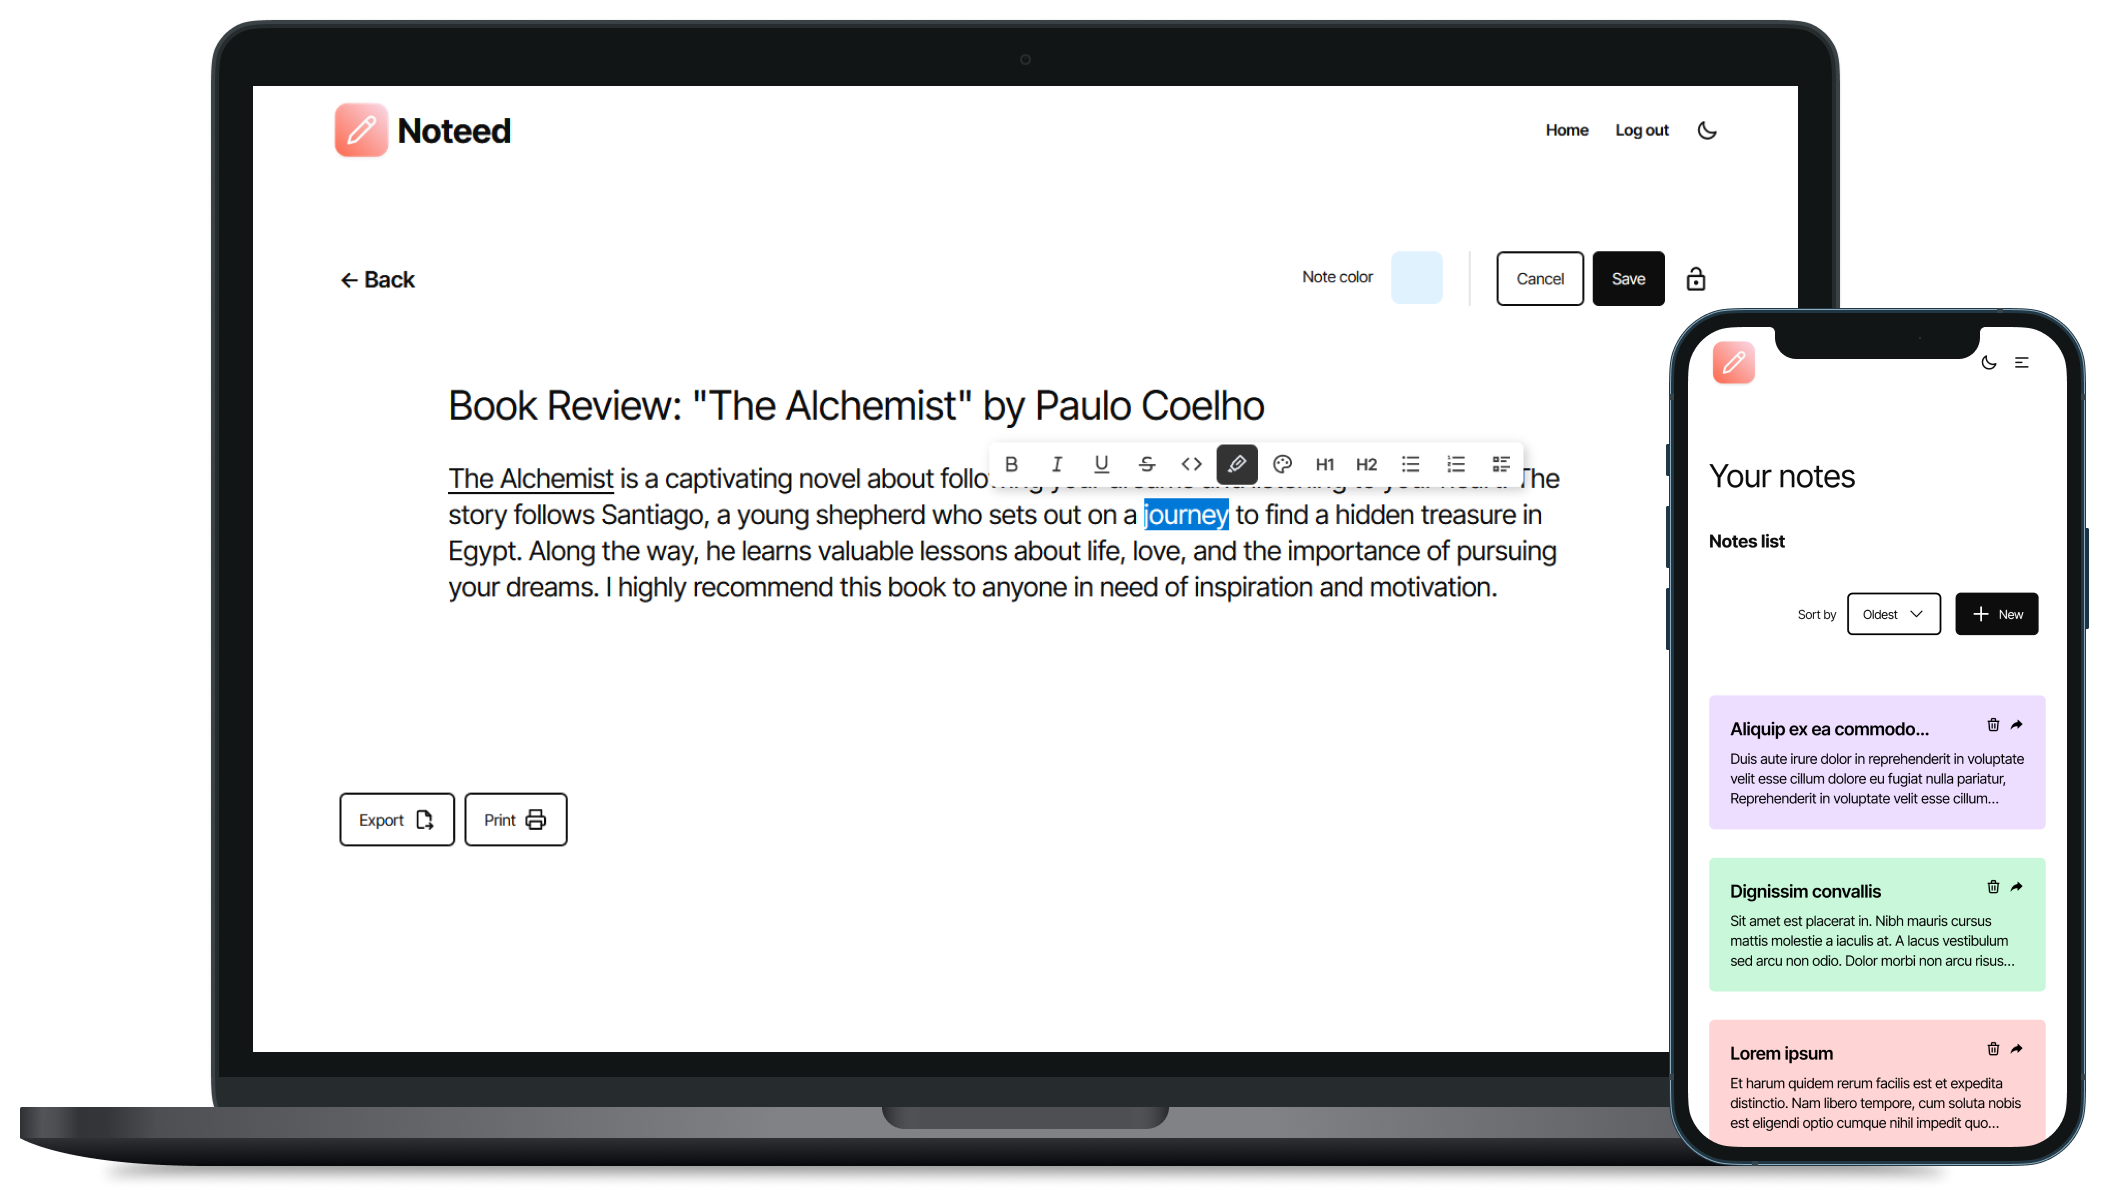 Noteed
Home Log out
← Back
Note color
Cancel Save
Book Review: "The Alchemist" by Paulo Coelho
B I U S <> H1 H2
The Alchemist is a captivating novel about following your dreams and listening to your heart. The
story follows Santiago, a young shepherd who sets out on a journey to find a hidden treasure in
Egypt. Along the way, he learns valuable lessons about life, love, and the importance of pursuing
your dreams. I highly recommend this book to anyone in need of inspiration and motivation.
Export Print
Your notes
Notes list
Sort by Oldest + New
Aliquip ex ea commodo...
Duis aute irure dolor in reprehenderit in voluptate
velit esse cillum dolore eu fugiat nulla pariatur,
Reprehenderit in voluptate velit esse cillum...
Dignissim convallis
Sit amet est placerat in. Nibh mauris cursus
mattis molestie a iaculis at. A lacus vestibulum
sed arcu non odio. Dolor morbi non arcu risus...
Lorem ipsum
Et harum quidem rerum facilis est et expedita
distinctio. Nam libero tempore, cum soluta nobis
est eligendi optio cumque nihil impedit quo...